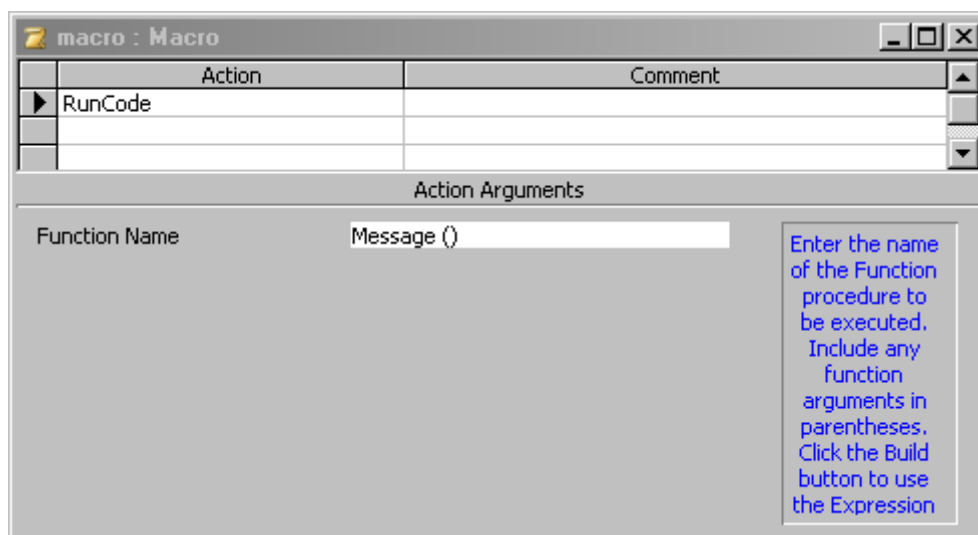 macro : Macro
Action Comment
RunCode
Action Arguments
Function Name Message ()
Enter the name
of the Function
procedure to
be executed.
Include any
function
arguments in
parentheses.
Click the Build
button to use
the Expression